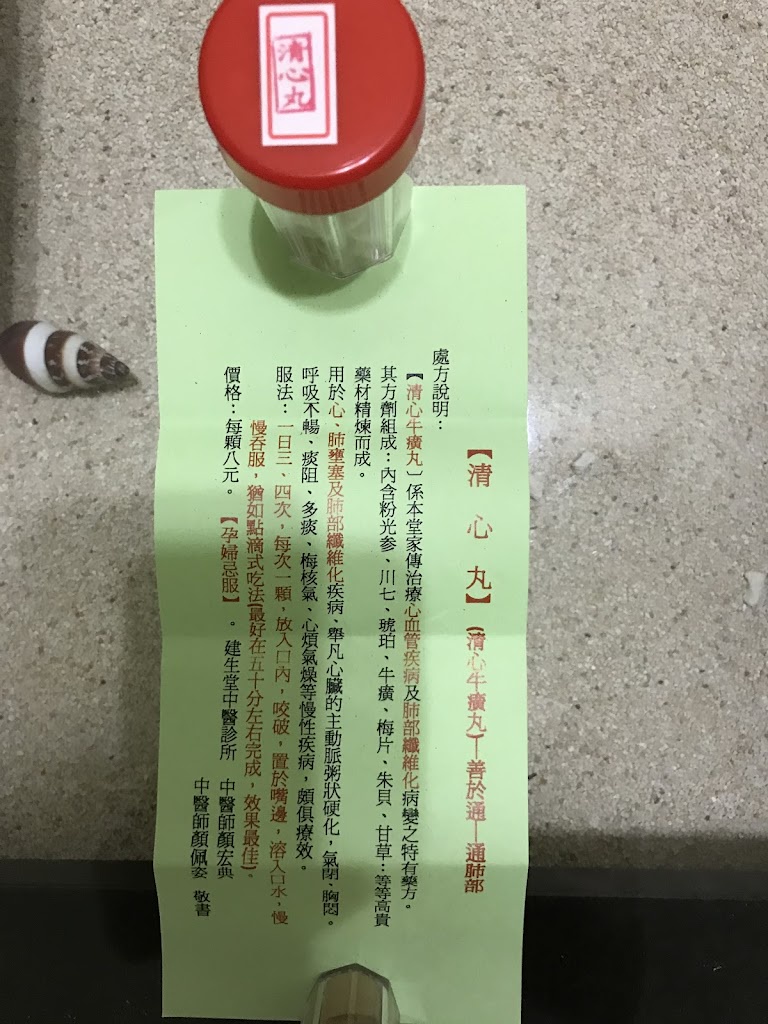 清心丸
【清心丸】(清心牛癀丸)—善於通—通肺部
處方說明：
【清心牛癀丸〕係本堂家傳治療心血管疾病及肺部纖維化病變之特有藥方。
其方劑組成：內含粉光参、川七、琥珀、牛癀、梅片、朱貝、甘草…等等高貴
藥材精煉而成。
用於心、肺壅塞及肺部纖維化疾病、舉凡心臟的主動脈粥狀硬化，氣閉、胸悶。
呼吸不暢、痰阻、多痰、梅核氣、心煩氣燥等慢性疾病，頗俱療效。
服法：一日三、四次，每次一顆，放入口內，咬破，置於嘴邊，溶入口水，慢
慢吞服，猶如點滴式吃法(最好在五十分左右完成，效果最佳)。
價格：每顆八元。【孕婦忌服】。建生堂中醫診所 中醫師顏宏典
中醫師顏佩姿 敬書